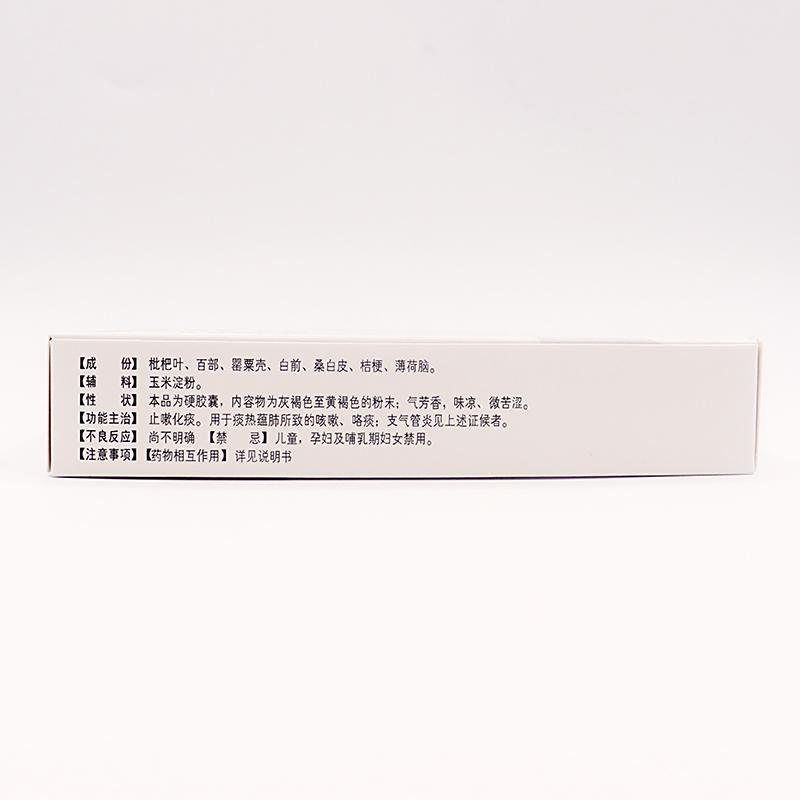 【成　份】枇杷叶、百部、罂粟壳、白前、桑白皮、桔梗、薄荷脑。
【辅　料】玉米淀粉。
【性　状】本品为硬胶囊，内容物为灰褐色至黄褐色的粉末；气芳香，味凉、微苦涩。
【功能主治】止嗽化痰。用于痰热蕴肺所致的咳嗽、咯痰；支气管炎见上述证候者。
【不良反应】尚不明确 【禁　忌】儿童，孕妇及哺乳期妇女禁用。
【注意事项】【药物相互作用】详见说明书